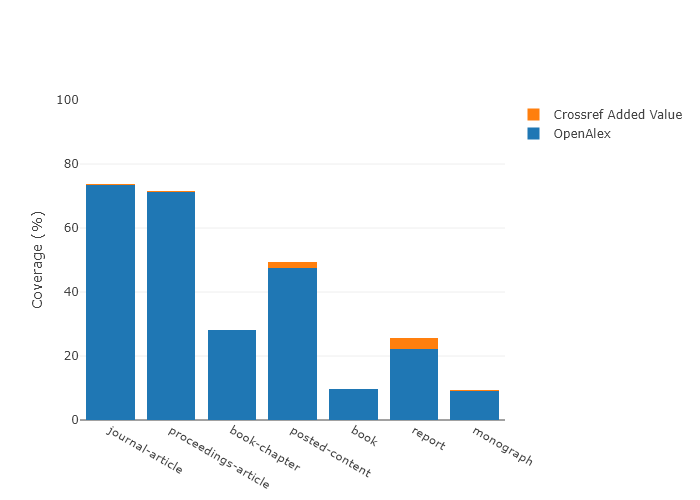 100
80
60
40
20
0
Coverage (%)
journal-article
proceedings-article
book-chapter
posted-content
book
report
monograph
Crossref Added Value
OpenAlex